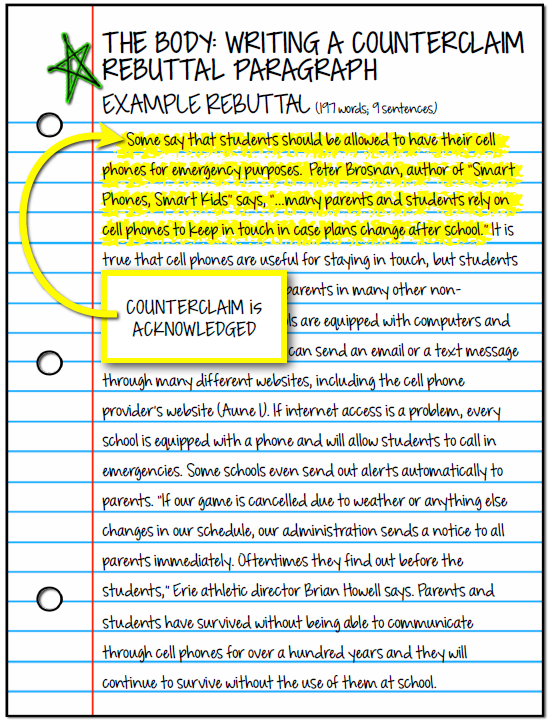 THE BODY: WRITING A COUNTERCLAIM
REBUTTAL PARAGRAPH
EXAMPLE REBUTTAL (197 words; 9 sentences)
Some say that students should be allowed to have their cell
phones for emergency purposes. Peter Brosnan, author of "Smart
Phones, Smart Kids" says, "...many parents and students rely on
cell phones to keep in touch in case plans change after school." It is
true that cell phones are useful for staying in touch, but students
parents in many other non-
COUNTERCLAIM is
ACKNOWLEDGED
ls are equipped with computers and
can send an email or a text message
through many different websites, including the cell phone
provider's website (Aune 1). If internet access is a problem, every
school is equipped with a phone and will allow students to call in
emergencies. Some schools even send out alerts automatically to
parents. "If our game is cancelled due to weather or anything else
changes in our schedule, our administration sends a notice to all
parents immediately. Oftentimes they find out before the
students," Erie athletic director Brian Howell says. Parents and
students have survived without being able to communicate
through cell phones for over a hundred years and they will
continue to survive without the use of them at school.